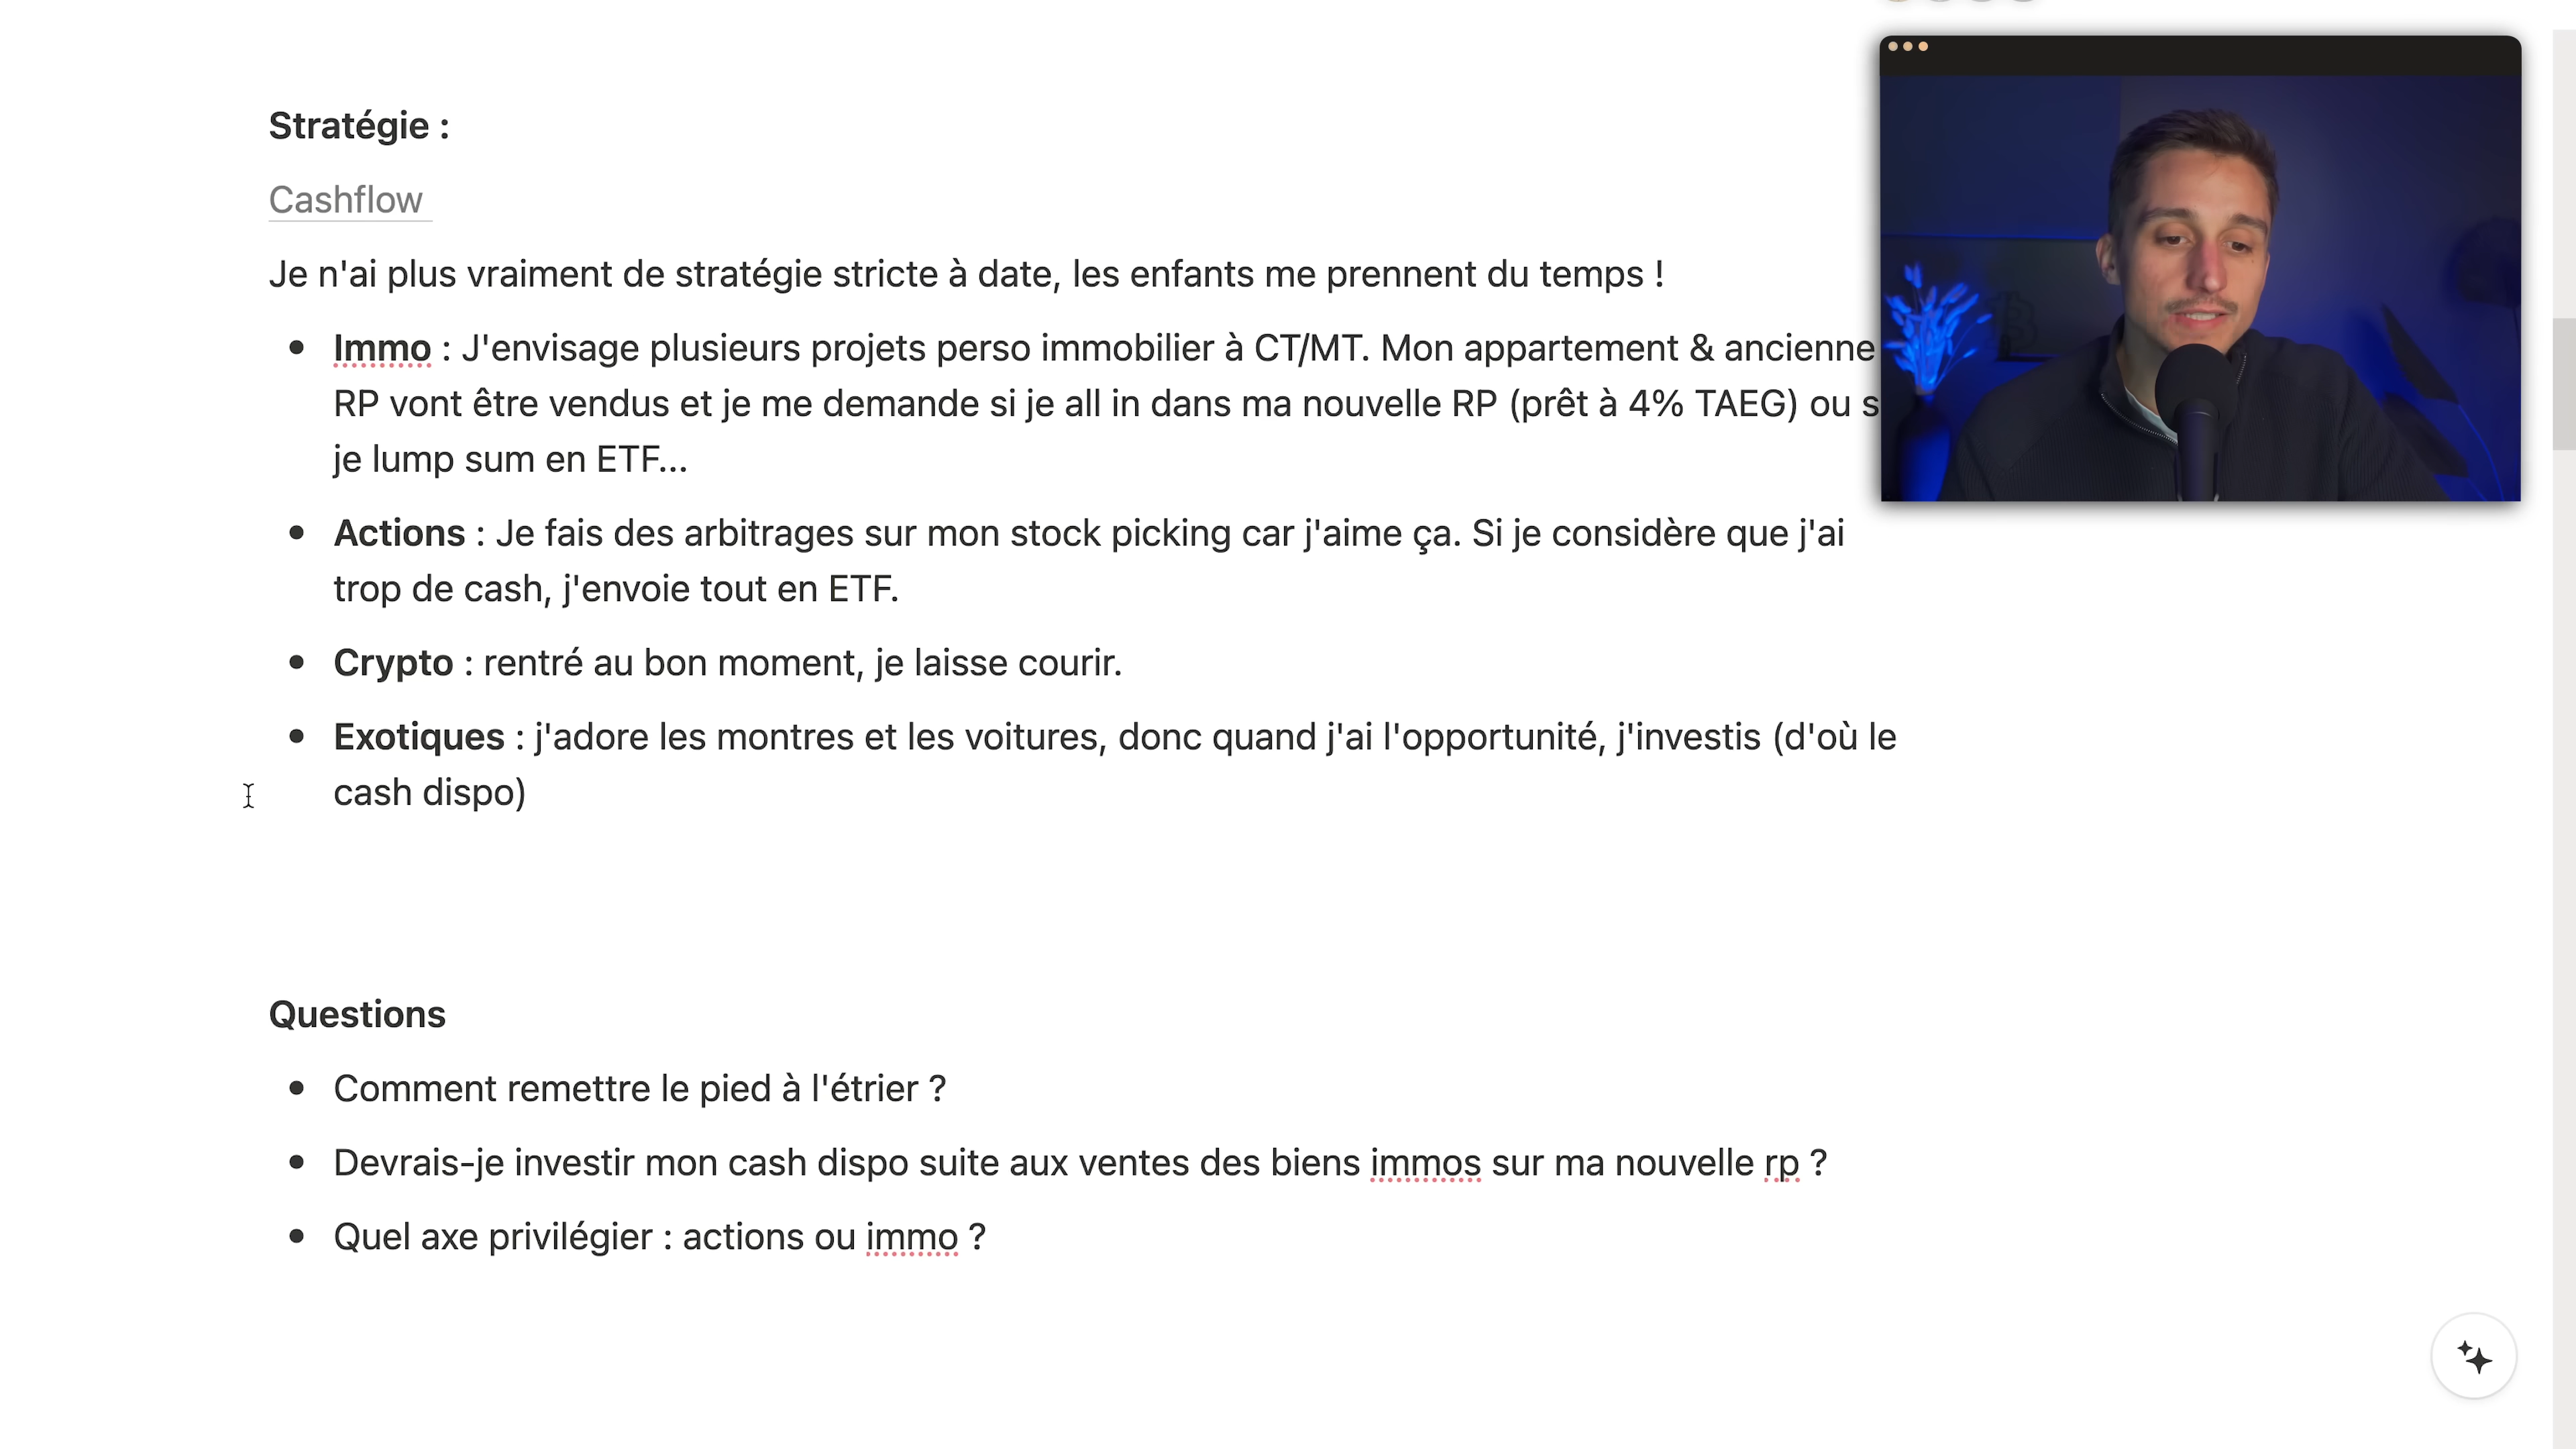 Stratégie :
Cashflow
Je n'ai plus vraiment de stratégie stricte à date, les enfants me prennent du temps !
• Immo : J'envisage plusieurs projets perso immobilier à CT/MT. Mon appartement & ancienne
RP vont être vendus et je me demande si je all in dans ma nouvelle RP (prêt à 4% TAEG) ou s
je lump sum en ETF...
• Actions : Je fais des arbitrages sur mon stock picking car j'aime ça. Si je considère que j'ai
trop de cash, j'envoie tout en ETF.
• Crypto : rentré au bon moment, je laisse courir.
• Exotiques : j'adore les montres et les voitures, donc quand j'ai l'opportunité, j'investis (d'où le
cash dispo)
Questions
• Comment remettre le pied à l'étrier ?
• Devrais-je investir mon cash dispo suite aux ventes des biens immos sur ma nouvelle rp ?
• Quel axe privilégier : actions ou immo ?